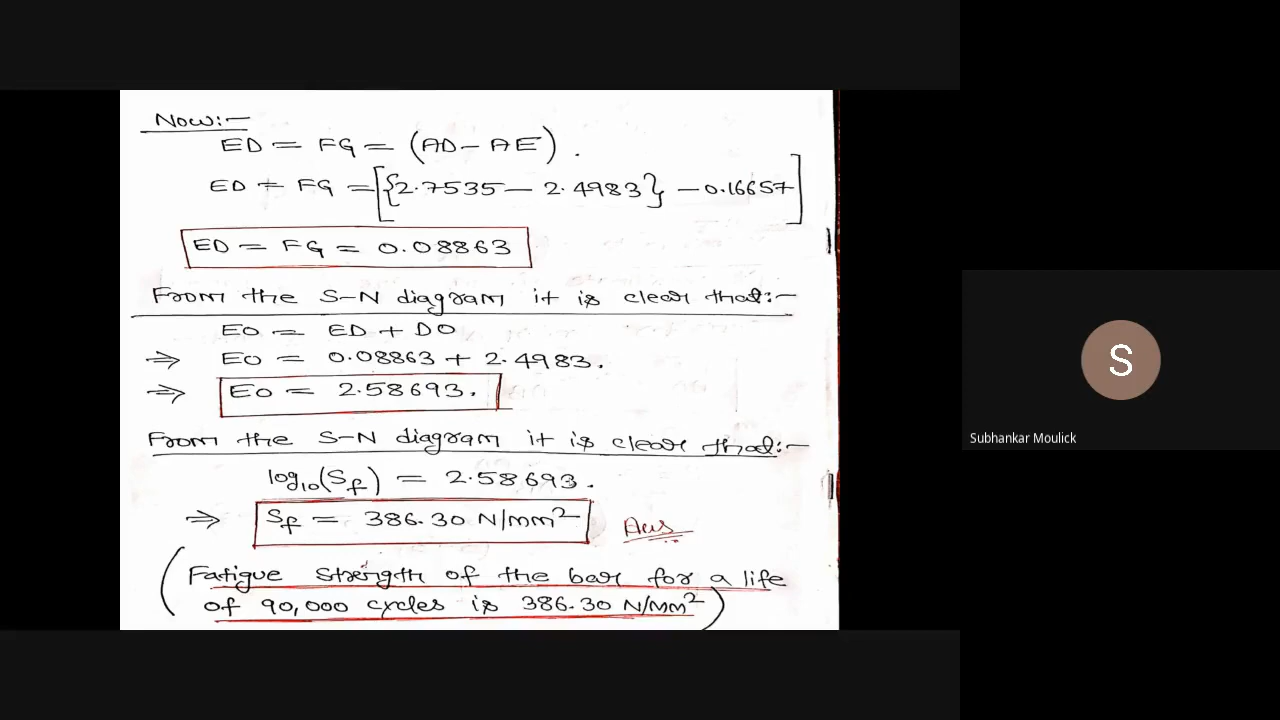 Now:-
ED = FG = (AD - AE).
ED = FG = [{2.7535 - 2.4983} - 0.16657]
ED = FG = 0.08863
From the S-N diagram it is clear that:-
EO = ED + DO
⇒ EO = 0.08863 + 2.4983.
⇒ EO = 2.58693.
From the S-N diagram it is clear that:-
log₁₀(Sf) = 2.58693.
⇒ Sf = 386.30 N/mm² Ans
(Fatigue strength of the bar for a life
of 90,000 cycles is 386.30 N/mm²)
S
Subhankar Moulick